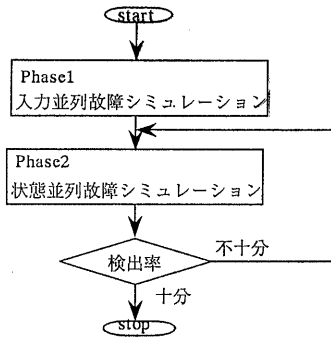 start
Phase1
入力並列故障シミュレーション
Phase2
状態並列故障シミュレーション
検出率
不十分
十分
stop